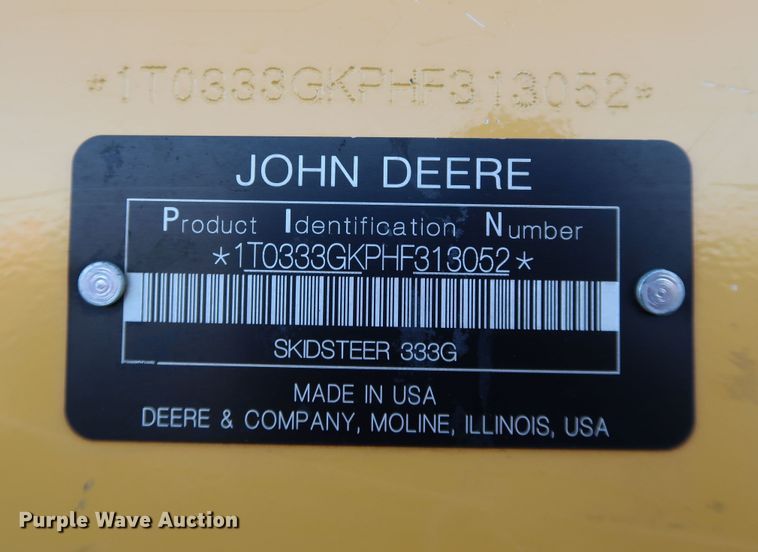 *1T0333GKPHF313052*
JOHN DEERE
Product Identification Number
*1T0333GKPHF313052*
SKIDSTEER 333G
MADE IN USA
DEERE & COMPANY, MOLINE, ILLINOIS, USA
Purple Wave Auction